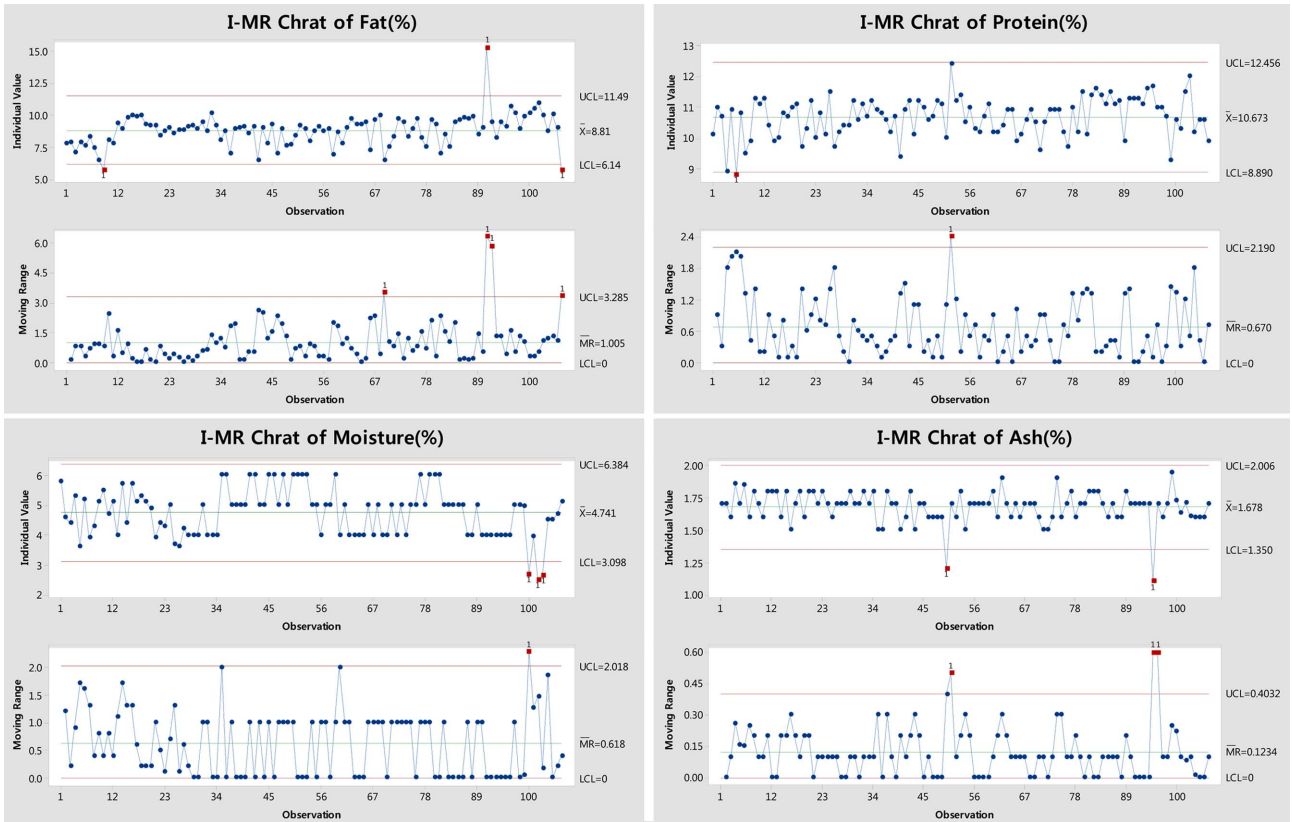 I-MR Chrat of Fat(%)
Individual Value
15.0
12.5
10.0
7.5
5.0
1
1
1
UCL=11.49
X̄=8.81
LCL=6.14
1 12 23 34 45 56 67 78 89 100
Observation
Moving Range
6.0
4.5
3.0
1.5
0.0
1
1
1
1
UCL=3.285
M̅R̅=1.005
LCL=0
1 12 23 34 45 56 67 78 89 100
Observation
I-MR Chrat of Protein(%)
Individual Value
13
12
11
10
9
1
UCL=12.456
X̄=10.673
LCL=8.890
1 12 23 34 45 56 67 78 89 100
Observation
Moving Range
2.4
1.8
1.2
0.6
0.0
1
UCL=2.190
M̅R̅=0.670
LCL=0
1 12 23 34 45 56 67 78 89 100
Observation
I-MR Chrat of Moisture(%)
Individual Value
6
5
4
3
2
1
1
1
UCL=6.384
X̄=4.741
LCL=3.098
1 12 23 34 45 56 67 78 89 100
Observation
Moving Range
2.0
1.5
1.0
0.5
0.0
1
UCL=2.018
M̅R̅=0.618
LCL=0
1 12 23 34 45 56 67 78 89 100
Observation
I-MR Chrat of Ash(%)
Individual Value
2.00
1.75
1.50
1.25
1.00
1
1
UCL=2.006
X̄=1.678
LCL=1.350
1 12 23 34 45 56 67 78 89 100
Observation
Moving Range
0.60
0.45
0.30
0.15
0.00
1
1 1
UCL=0.4032
M̅R̅=0.1234
LCL=0
1 12 23 34 45 56 67 78 89 100
Observation